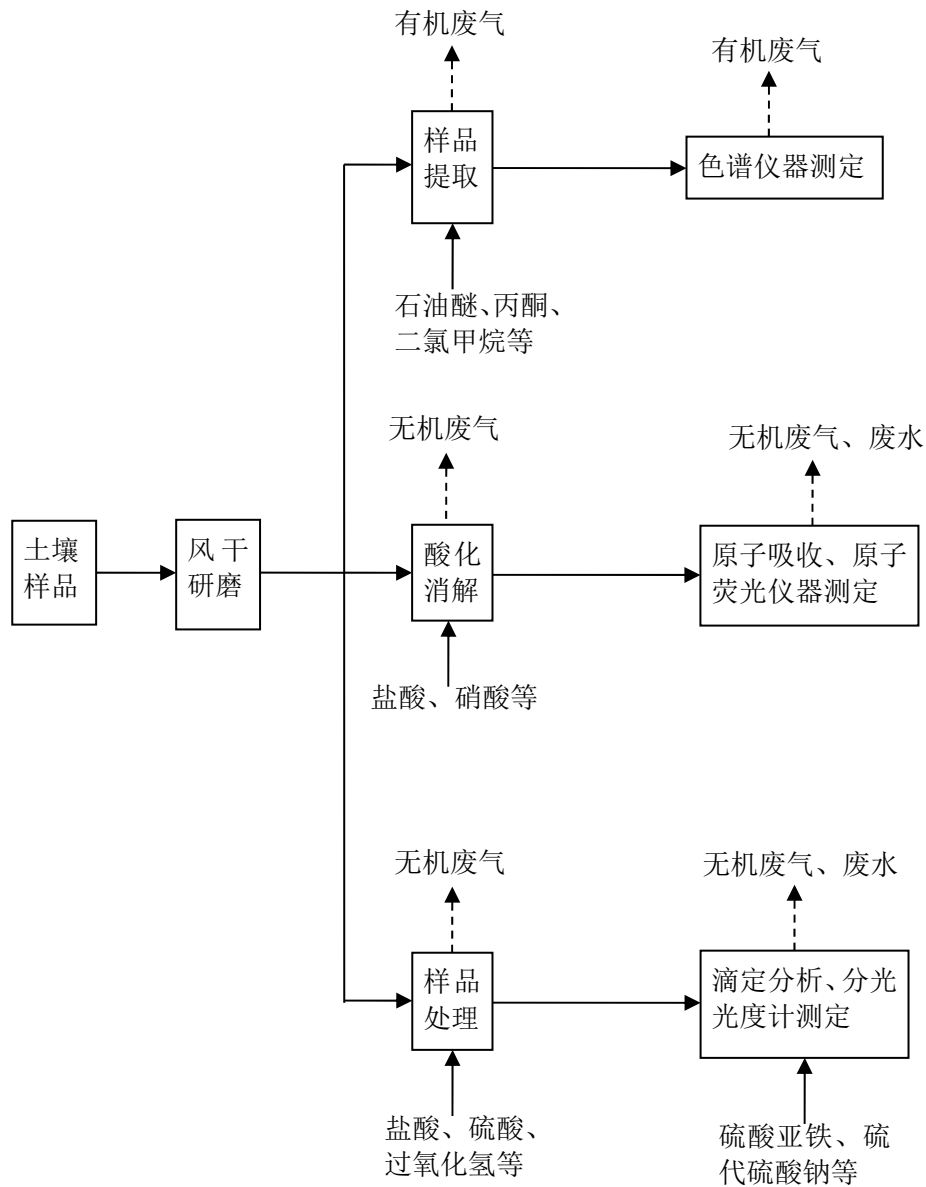 有机废气
有机废气
样品
提取
色谱仪器测定
石油醚、丙酮、
二氯甲烷等
无机废气
无机废气、废水
土壤
样品
风干
研磨
酸化
消解
原子吸收、原子
荧光仪器测定
盐酸、硝酸等
无机废气
无机废气、废水
样品
处理
滴定分析、分光
光度计测定
盐酸、硫酸、
过氧化氢等
硫酸亚铁、硫
代硫酸钠等